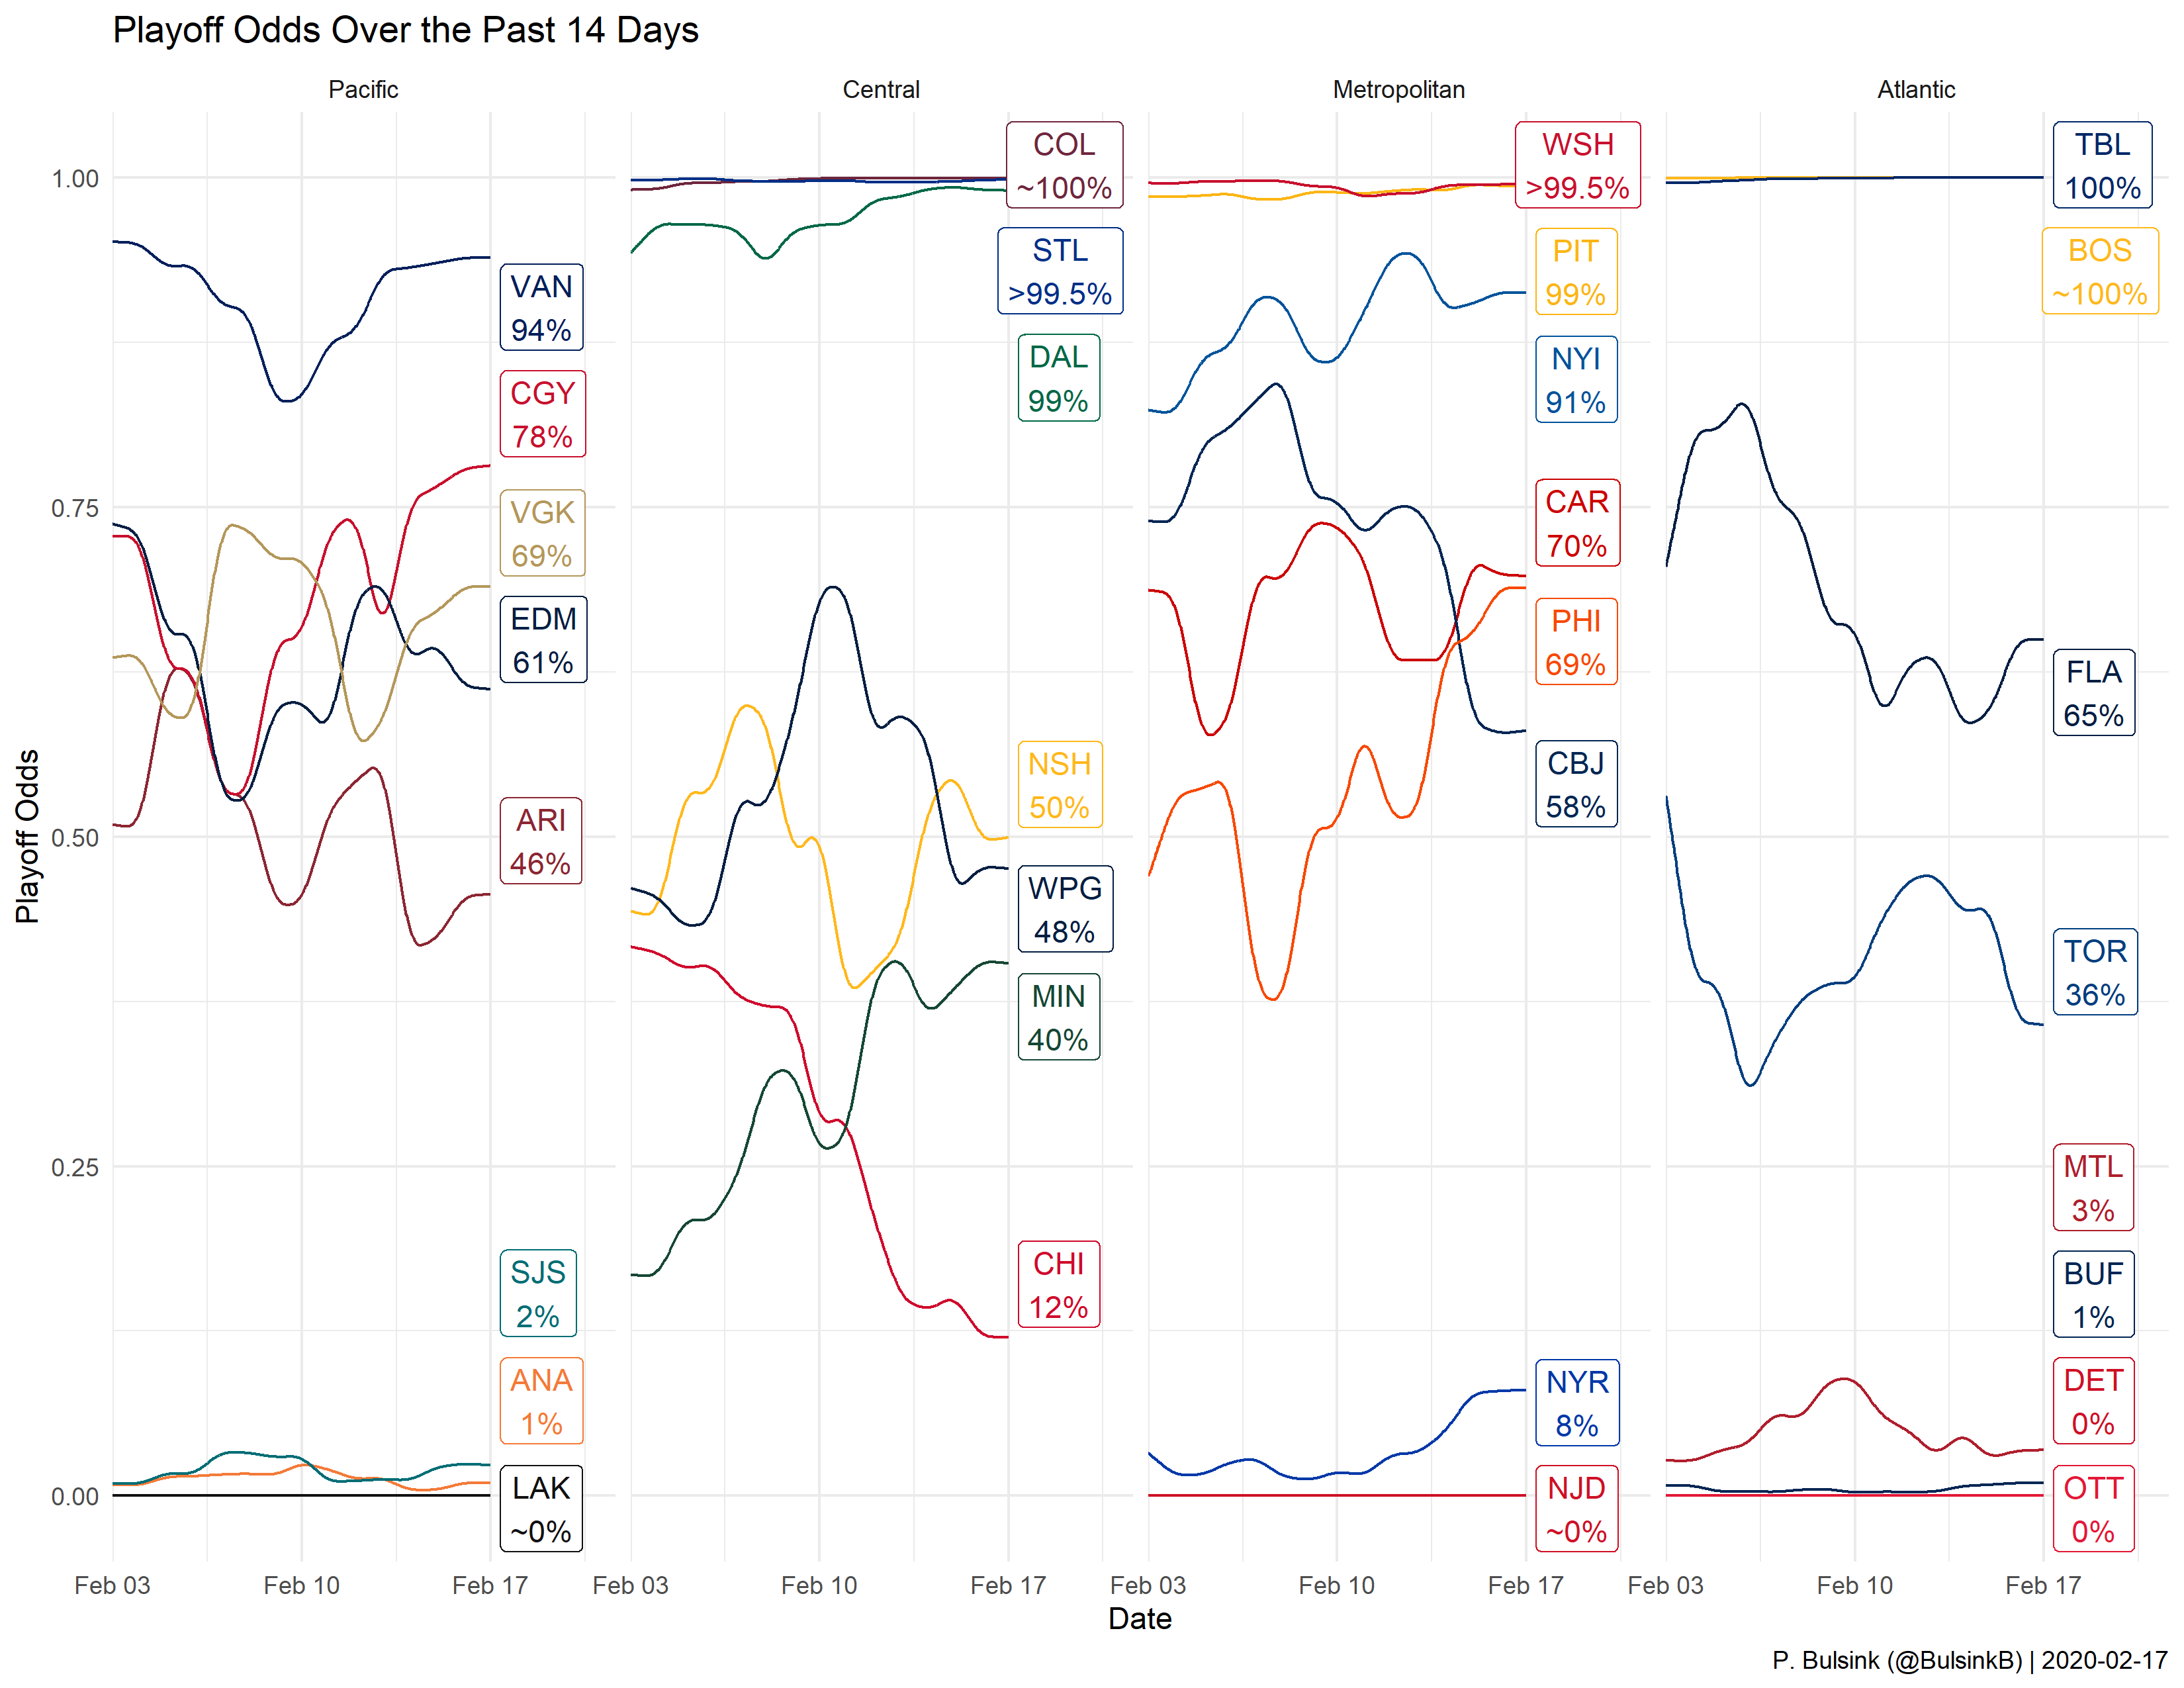 Playoff Odds Over the Past 14 Days
Pacific
Central
Metropolitan
Atlantic
Playoff Odds
1.00
0.75
0.50
0.25
0.00
VAN
94%
CGY
78%
VGK
69%
EDM
61%
ARI
46%
SJS
2%
ANA
1%
LAK
~0%
COL
~100%
STL
>99.5%
DAL
99%
NSH
50%
WPG
48%
MIN
40%
CHI
12%
WSH
>99.5%
PIT
99%
NYI
91%
CAR
70%
PHI
69%
CBJ
58%
NYR
8%
NJD
~0%
TBL
100%
BOS
~100%
FLA
65%
TOR
36%
MTL
3%
BUF
1%
DET
0%
OTT
0%
Feb 03
Feb 10
Feb 17
Feb 03
Feb 10
Feb 17
Feb 03
Feb 10
Feb 17
Feb 03
Feb 10
Feb 17
Date
P. Bulsink (@BulsinkB) | 2020-02-17